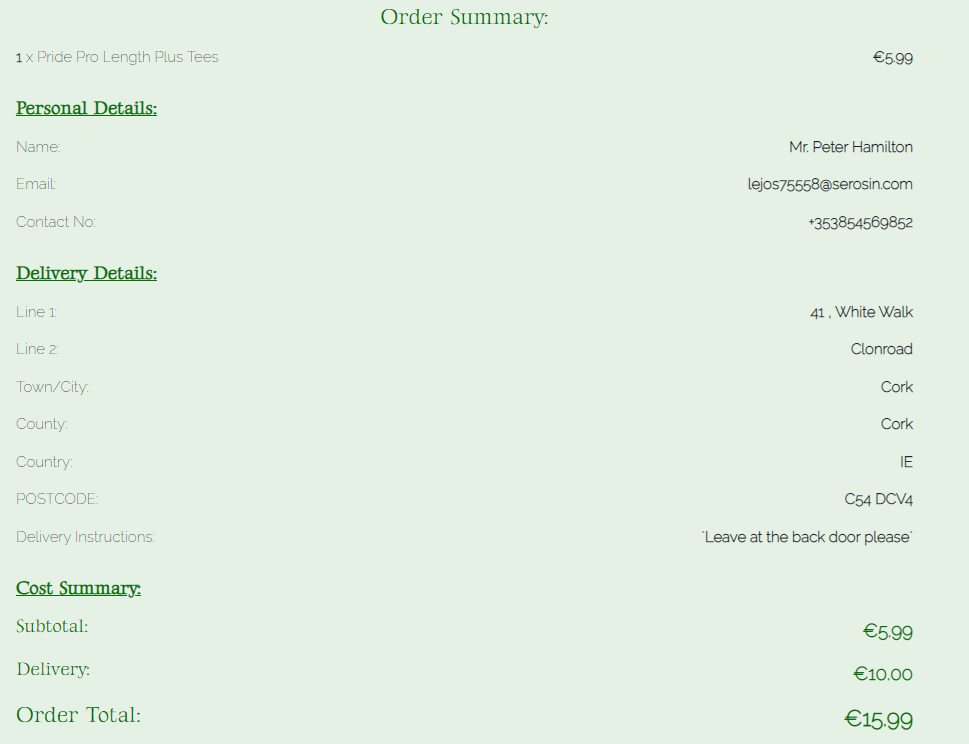 Order Summary:
1 x Pride Pro Length Plus Tees €5.99
Personal Details:
Name: Mr. Peter Hamilton
Email: lejos75558@serosin.com
Contact No: +353854569852
Delivery Details:
Line 1: 41 , White Walk
Line 2: Clonroad
Town/City: Cork
County: Cork
Country: IE
POSTCODE: C54 DCV4
Delivery Instructions: "Leave at the back door please"
Cost Summary:
Subtotal: €5.99
Delivery: €10.00
Order Total: €15.99